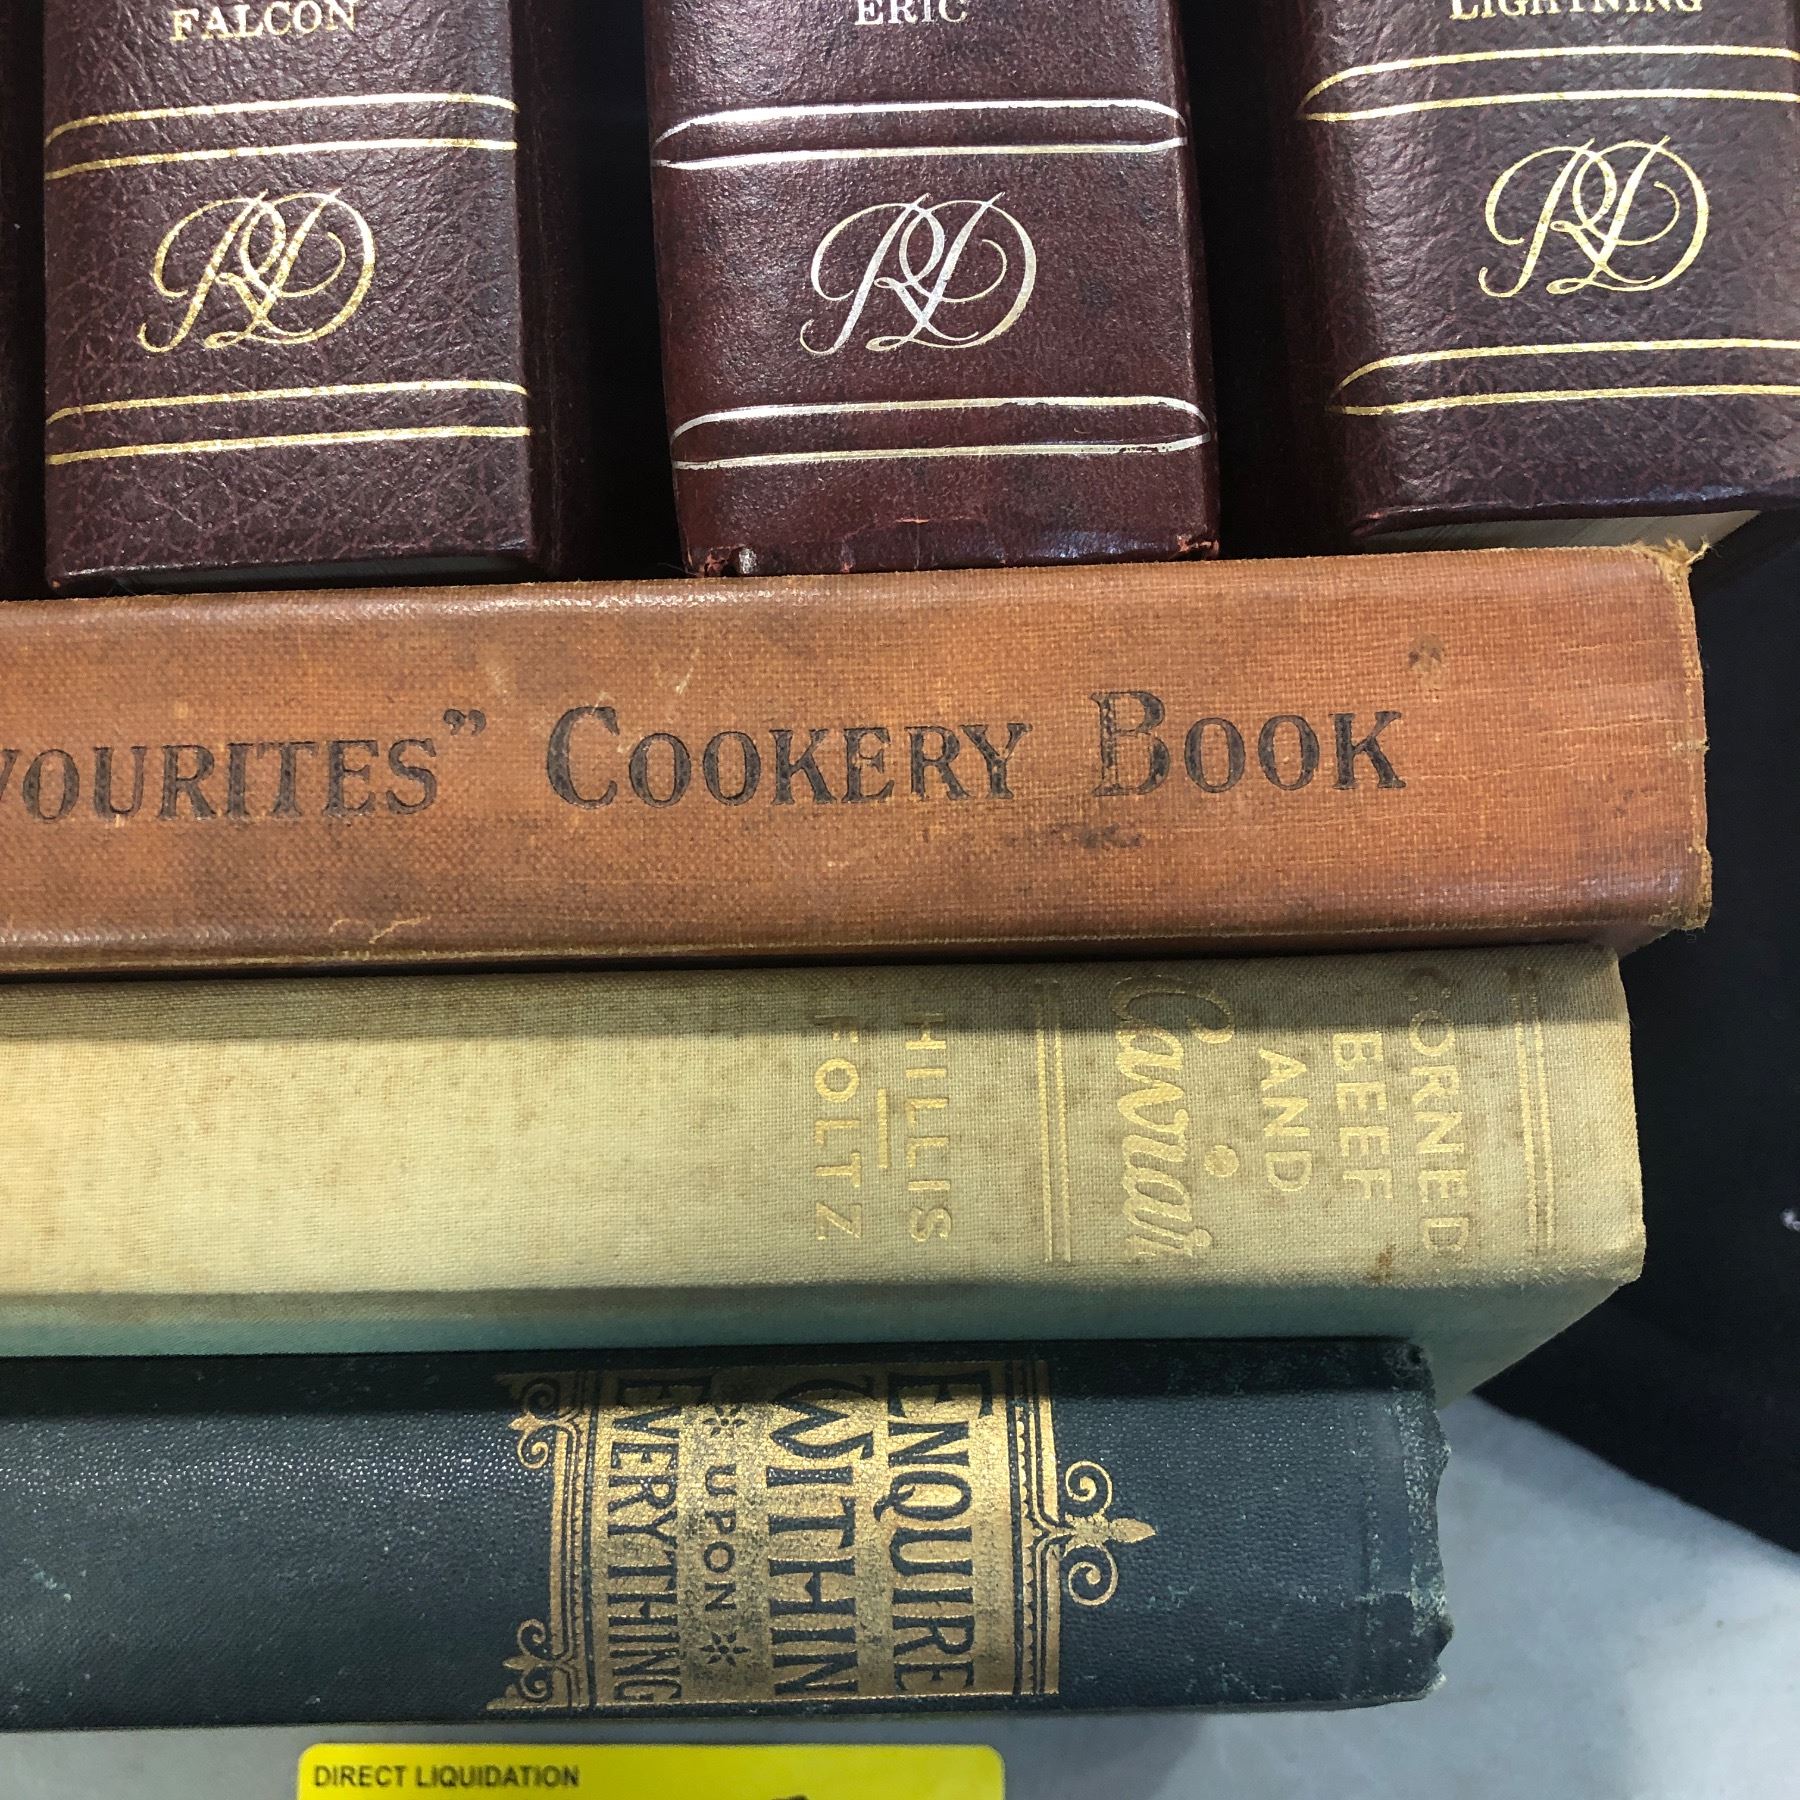 FALCON
ERIC
LIGHTNING
RD
RD
RD
VOURITES” COOKERY BOOK
CORNED
BEEF
AND
Caviar
HILLIS
FOLTZ
ENQUIRE
WITHIN
UPON
EVERYTHING
DIRECT LIQUIDATION